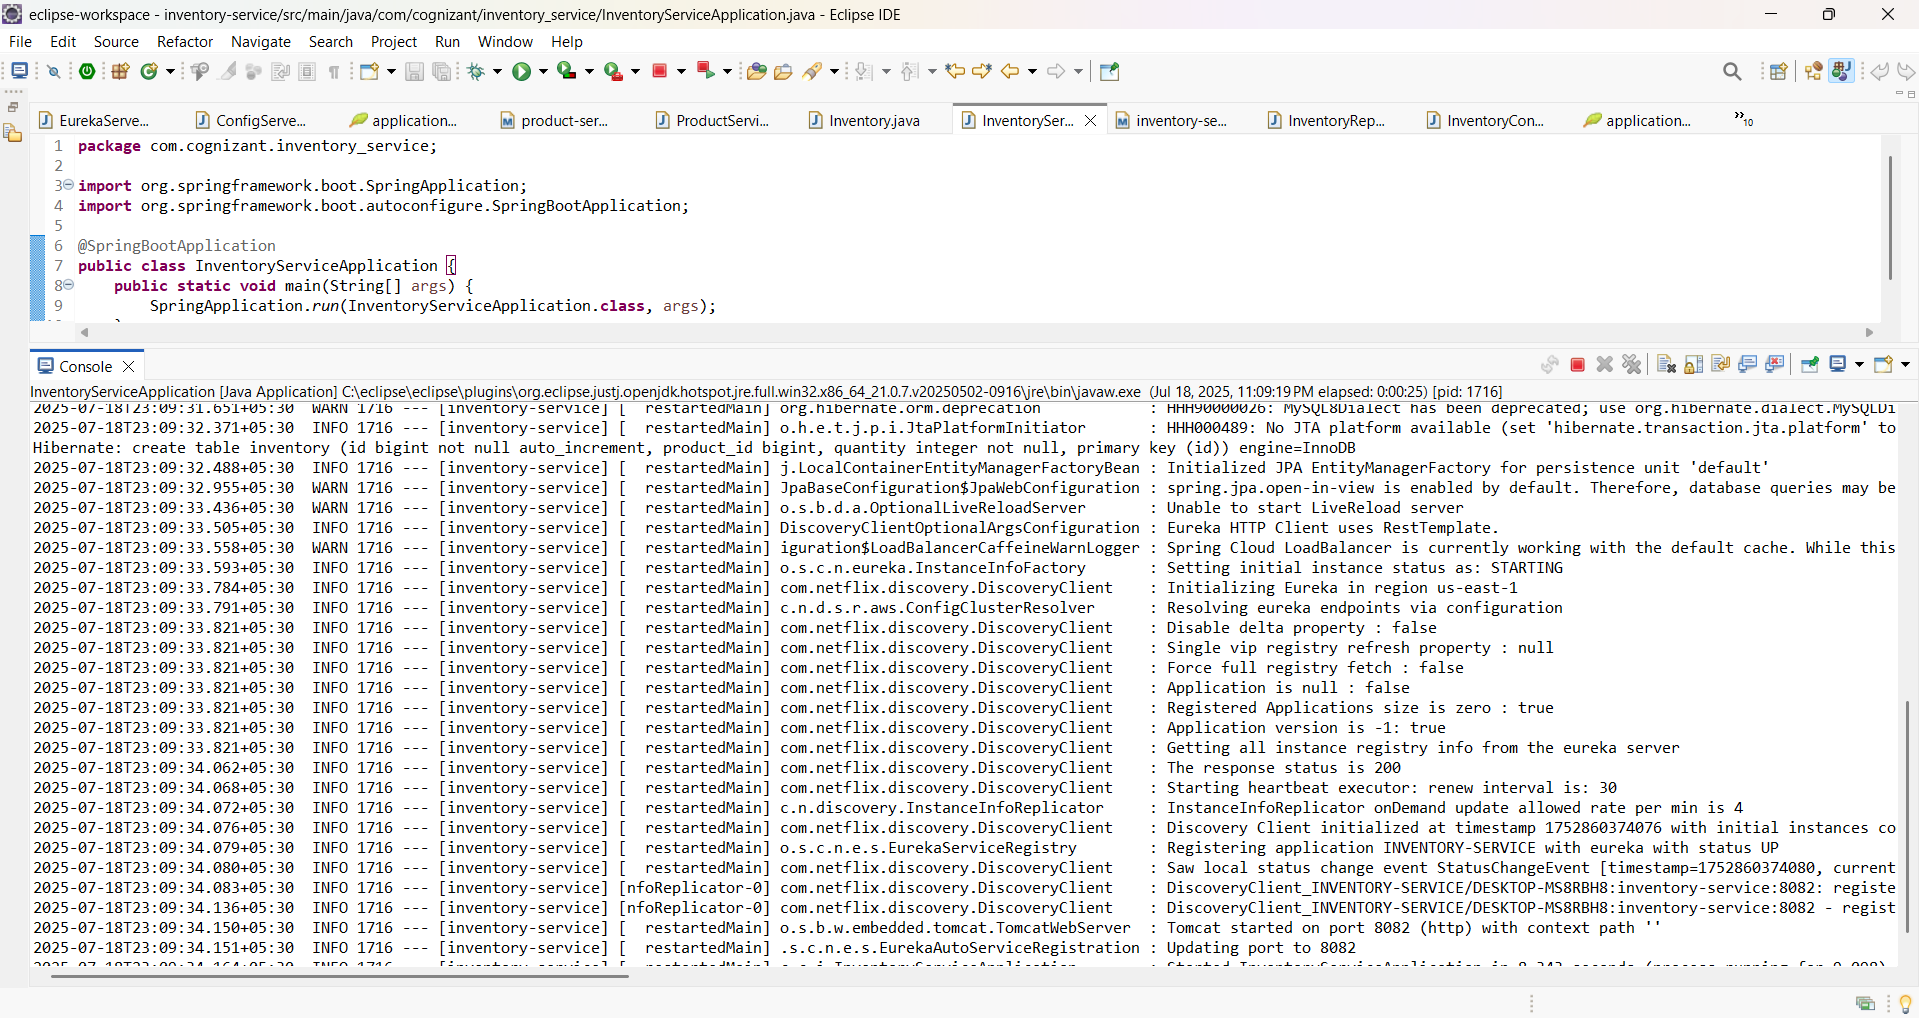 eclipse-workspace - inventory-service/src/main/java/com/cognizant/inventory_service/InventoryServiceApplication.java - Eclipse IDE
File Edit Source Refactor Navigate Search Project Run Window Help
EurekaServe... ConfigServe... application... product-ser... ProductServi... Inventory.java InventorySer... inventory-se... InventoryRep... InventoryCon... application... »10
1 package com.cognizant.inventory_service;
2
3 import org.springframework.boot.SpringApplication;
4 import org.springframework.boot.autoconfigure.SpringBootApplication;
5
6 @SpringBootApplication
7 public class InventoryServiceApplication {
8 public static void main(String[] args) {
9 SpringApplication.run(InventoryServiceApplication.class, args);
Console
InventoryServiceApplication [Java Application] C:\eclipse\eclipse\plugins\org.eclipse.justj.openjdk.hotspot.jre.full.win32.x86_64_21.0.7.v20250502-0916\jre\bin\javaw.exe (Jul 18, 2025, 11:09:19 PM elapsed: 0:00:25) [pid: 1716]
2025-07-18T23:09:31.651+05:30 WARN 1716 --- [inventory-service] [ restartedMain] org.hibernate.orm.deprecation : HHH90000026: MySQL8Dialect has been deprecated; use org.hibernate.dialect.MySQLDi
2025-07-18T23:09:32.371+05:30 INFO 1716 --- [inventory-service] [ restartedMain] o.h.e.t.j.p.i.JtaPlatformInitiator : HHH000489: No JTA platform available (set 'hibernate.transaction.jta.platform' to
Hibernate: create table inventory (id bigint not null auto_increment, product_id bigint, quantity integer not null, primary key (id)) engine=InnoDB
2025-07-18T23:09:32.488+05:30 INFO 1716 --- [inventory-service] [ restartedMain] j.LocalContainerEntityManagerFactoryBean : Initialized JPA EntityManagerFactory for persistence unit 'default'
2025-07-18T23:09:32.955+05:30 WARN 1716 --- [inventory-service] [ restartedMain] JpaBaseConfiguration$JpaWebConfiguration : spring.jpa.open-in-view is enabled by default. Therefore, database queries may be
2025-07-18T23:09:33.436+05:30 WARN 1716 --- [inventory-service] [ restartedMain] o.s.b.d.a.OptionalLiveReloadServer : Unable to start LiveReload server
2025-07-18T23:09:33.505+05:30 INFO 1716 --- [inventory-service] [ restartedMain] DiscoveryClientOptionalArgsConfiguration : Eureka HTTP Client uses RestTemplate.
2025-07-18T23:09:33.558+05:30 WARN 1716 --- [inventory-service] [ restartedMain] iguration$LoadBalancerCaffeineWarnLogger : Spring Cloud LoadBalancer is currently working with the default cache. While this
2025-07-18T23:09:33.593+05:30 INFO 1716 --- [inventory-service] [ restartedMain] o.s.c.n.eureka.InstanceInfoFactory : Setting initial instance status as: STARTING
2025-07-18T23:09:33.784+05:30 INFO 1716 --- [inventory-service] [ restartedMain] com.netflix.discovery.DiscoveryClient : Initializing Eureka in region us-east-1
2025-07-18T23:09:33.791+05:30 INFO 1716 --- [inventory-service] [ restartedMain] c.n.d.s.r.aws.ConfigClusterResolver : Resolving eureka endpoints via configuration
2025-07-18T23:09:33.821+05:30 INFO 1716 --- [inventory-service] [ restartedMain] com.netflix.discovery.DiscoveryClient : Disable delta property : false
2025-07-18T23:09:33.821+05:30 INFO 1716 --- [inventory-service] [ restartedMain] com.netflix.discovery.DiscoveryClient : Single vip registry refresh property : null
2025-07-18T23:09:33.821+05:30 INFO 1716 --- [inventory-service] [ restartedMain] com.netflix.discovery.DiscoveryClient : Force full registry fetch : false
2025-07-18T23:09:33.821+05:30 INFO 1716 --- [inventory-service] [ restartedMain] com.netflix.discovery.DiscoveryClient : Application is null : false
2025-07-18T23:09:33.821+05:30 INFO 1716 --- [inventory-service] [ restartedMain] com.netflix.discovery.DiscoveryClient : Registered Applications size is zero : true
2025-07-18T23:09:33.821+05:30 INFO 1716 --- [inventory-service] [ restartedMain] com.netflix.discovery.DiscoveryClient : Application version is -1: true
2025-07-18T23:09:33.821+05:30 INFO 1716 --- [inventory-service] [ restartedMain] com.netflix.discovery.DiscoveryClient : Getting all instance registry info from the eureka server
2025-07-18T23:09:34.062+05:30 INFO 1716 --- [inventory-service] [ restartedMain] com.netflix.discovery.DiscoveryClient : The response status is 200
2025-07-18T23:09:34.068+05:30 INFO 1716 --- [inventory-service] [ restartedMain] com.netflix.discovery.DiscoveryClient : Starting heartbeat executor: renew interval is: 30
2025-07-18T23:09:34.072+05:30 INFO 1716 --- [inventory-service] [ restartedMain] c.n.discovery.InstanceInfoReplicator : InstanceInfoReplicator onDemand update allowed rate per min is 4
2025-07-18T23:09:34.076+05:30 INFO 1716 --- [inventory-service] [ restartedMain] com.netflix.discovery.DiscoveryClient : Discovery Client initialized at timestamp 1752860374076 with initial instances co
2025-07-18T23:09:34.079+05:30 INFO 1716 --- [inventory-service] [ restartedMain] o.s.c.n.e.s.EurekaServiceRegistry : Registering application INVENTORY-SERVICE with eureka with status UP
2025-07-18T23:09:34.080+05:30 INFO 1716 --- [inventory-service] [ restartedMain] com.netflix.discovery.DiscoveryClient : Saw local status change event StatusChangeEvent [timestamp=1752860374080, current
2025-07-18T23:09:34.083+05:30 INFO 1716 --- [inventory-service] [nfoReplicator-0] com.netflix.discovery.DiscoveryClient : DiscoveryClient_INVENTORY-SERVICE/DESKTOP-MS8RBH8:inventory-service:8082: registe
2025-07-18T23:09:34.136+05:30 INFO 1716 --- [inventory-service] [nfoReplicator-0] com.netflix.discovery.DiscoveryClient : DiscoveryClient_INVENTORY-SERVICE/DESKTOP-MS8RBH8:inventory-service:8082 - regist
2025-07-18T23:09:34.150+05:30 INFO 1716 --- [inventory-service] [ restartedMain] o.s.b.w.embedded.tomcat.TomcatWebServer : Tomcat started on port 8082 (http) with context path ''
2025-07-18T23:09:34.151+05:30 INFO 1716 --- [inventory-service] [ restartedMain] .s.c.n.e.s.EurekaAutoServiceRegistration : Updating port to 8082